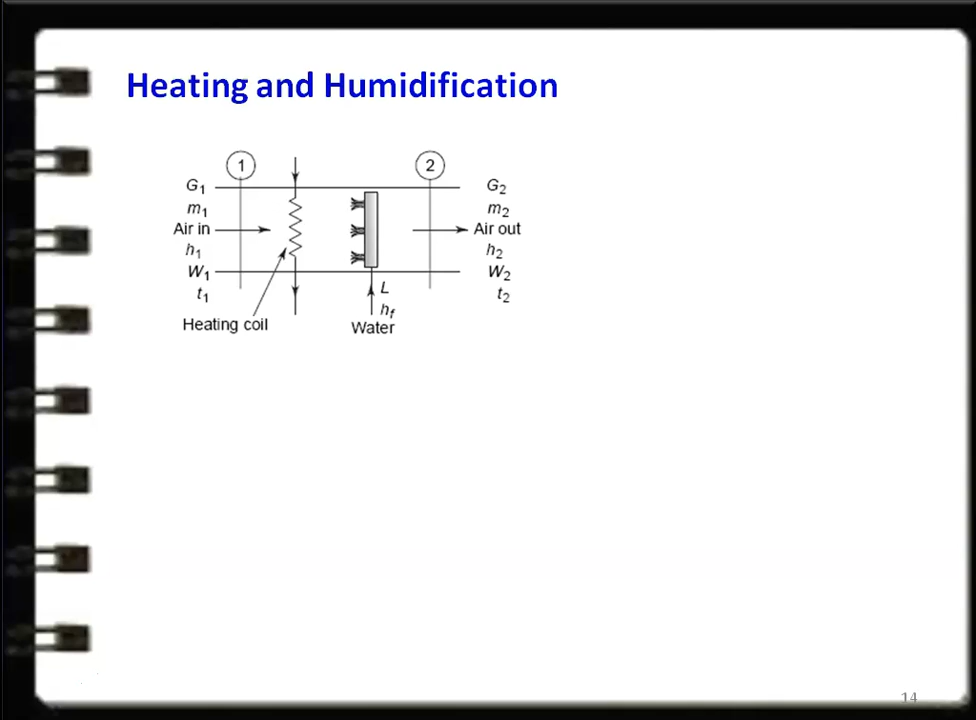 Heating and Humidification
1
2
G₁
G₂
m₁
m₂
Air in
Air out
h₁
h₂
W₁
W₂
t₁
t₂
L
h_f
Heating coil
Water
14